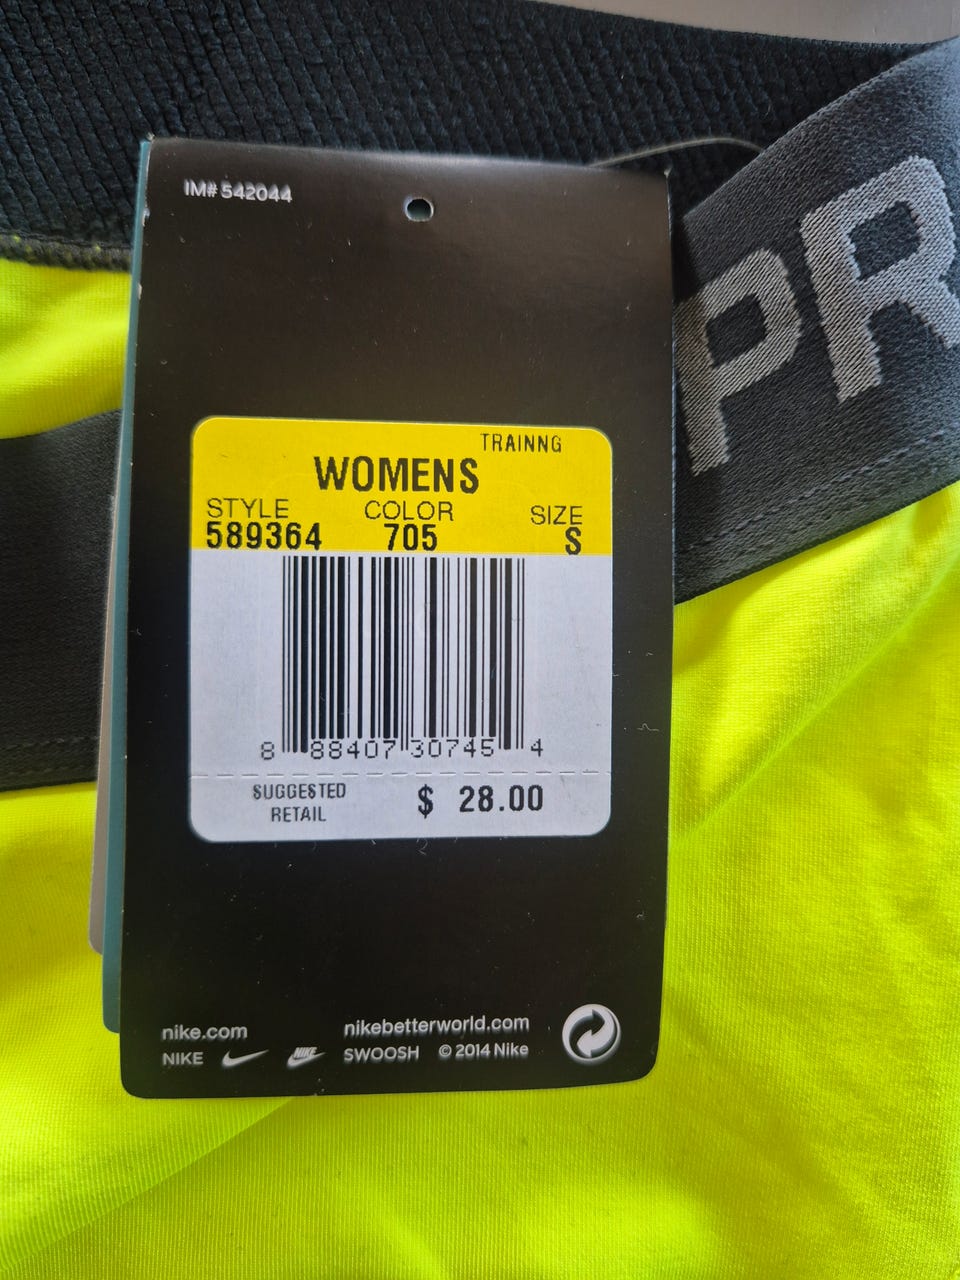 IM# 542044
PR
TRAINNG
WOMENS
STYLE COLOR SIZE
589364 705 S
8 88407 30745 4
SUGGESTED
RETAIL
$ 28.00
nike.com nikebetterworld.com
NIKE NIKE SWOOSH © 2014 Nike